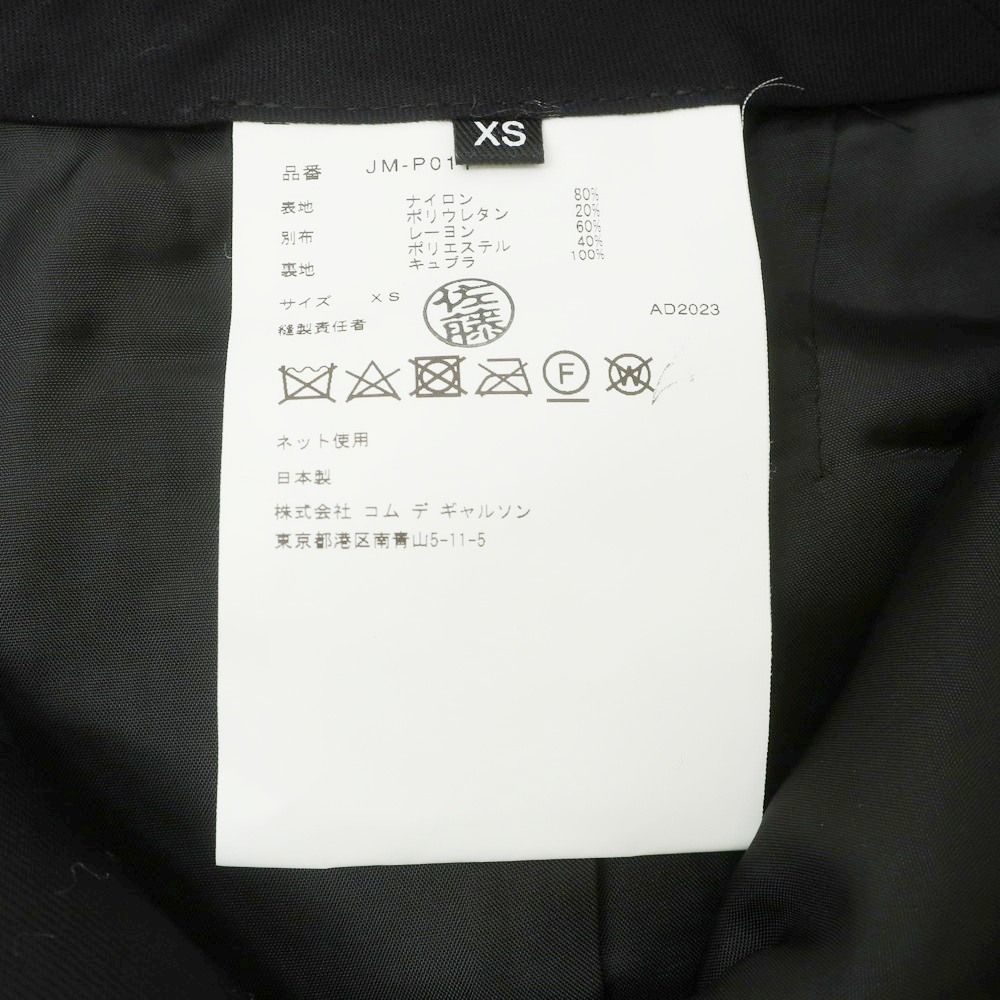 XS
品番 JM-P01
表地 ナイロン 80%
ポリウレタン 20%
別布 レーヨン 60%
ポリエステル 40%
裏地 キュプラ 100%
サイズ XS
佐藤
AD2023
縫製責任者
F W
ネット使用
日本製
株式会社 コム デ ギャルソン
東京都港区南青山5-11-5